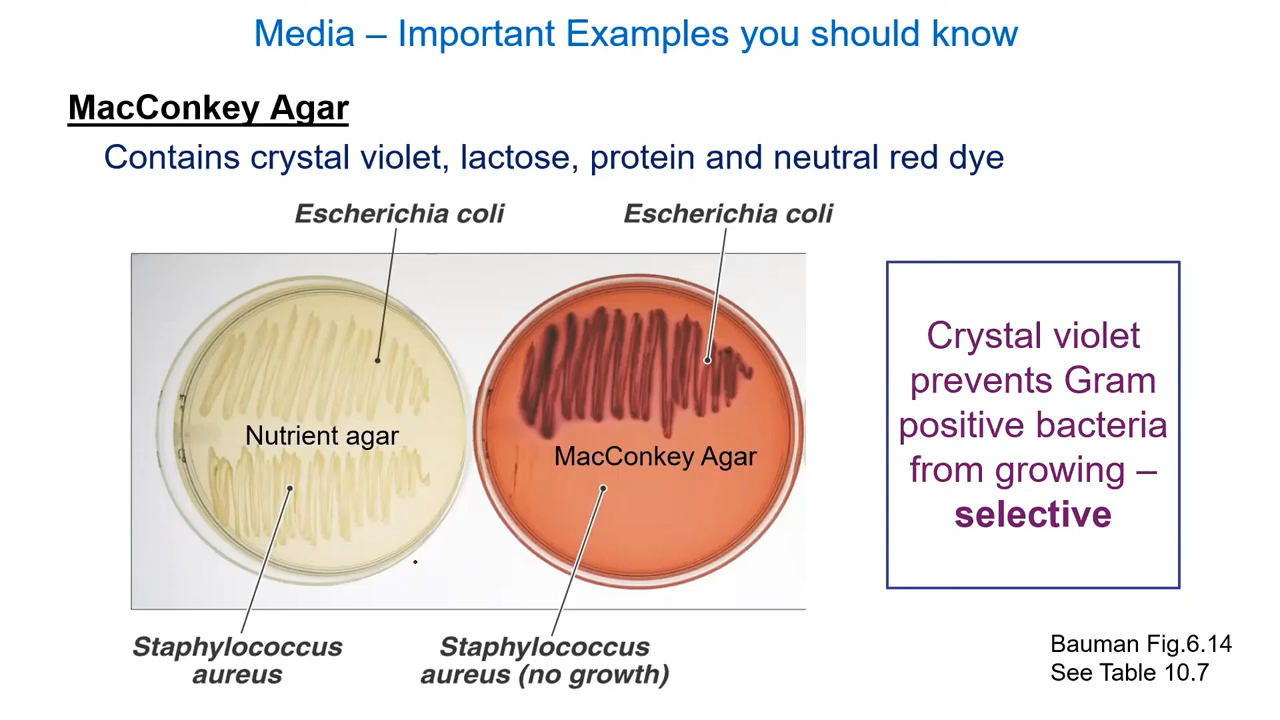 Media – Important Examples you should know
MacConkey Agar
Contains crystal violet, lactose, protein and neutral red dye
Escherichia coli
Escherichia coli
Nutrient agar
MacConkey Agar
Staphylococcus
aureus
Staphylococcus
aureus (no growth)
Crystal violet
prevents Gram
positive bacteria
from growing –
selective
Bauman Fig.6.14
See Table 10.7